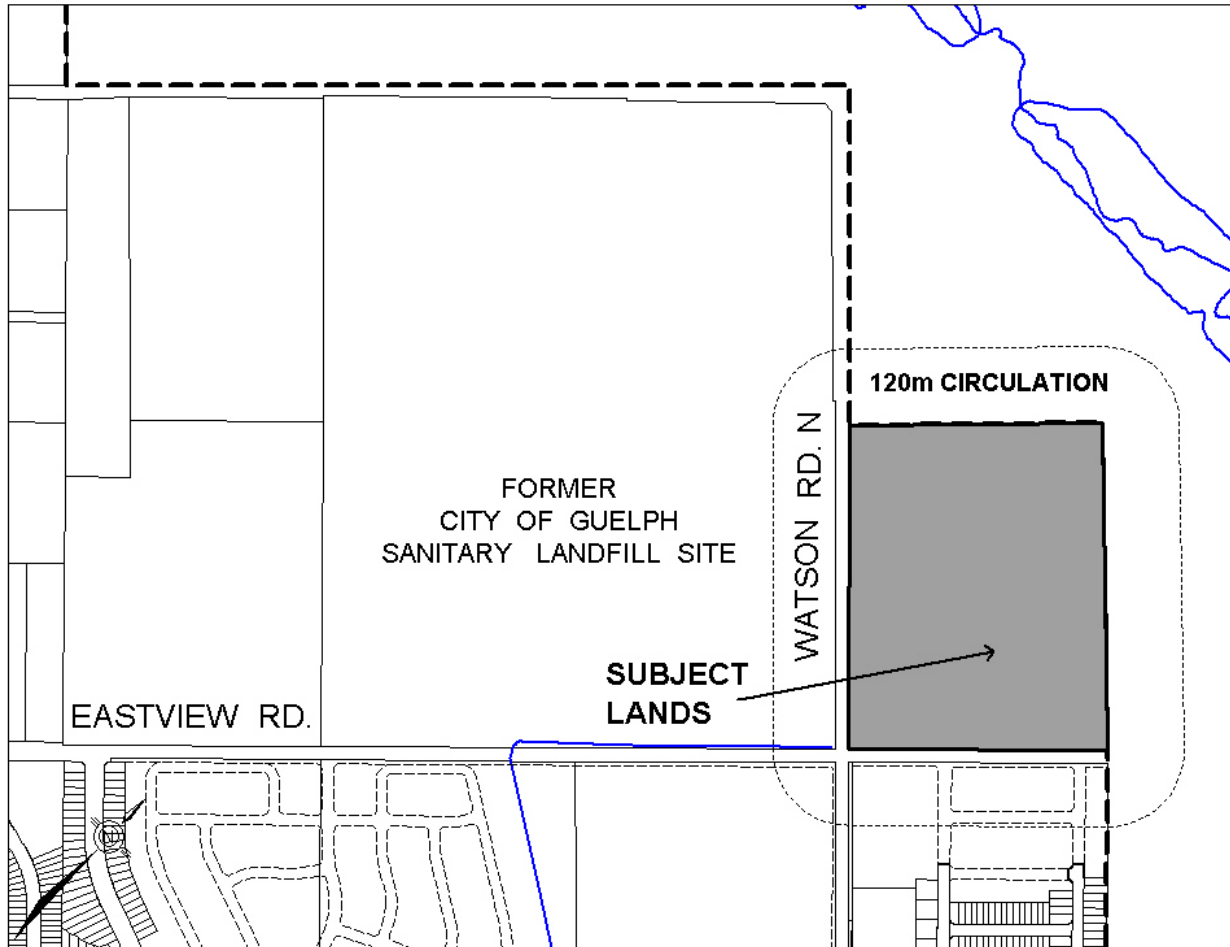 120m CIRCULATION
WATSON RD. N
FORMER
CITY OF GUELPH
SANITARY LANDFILL SITE
SUBJECT
LANDS
EASTVIEW RD.
N